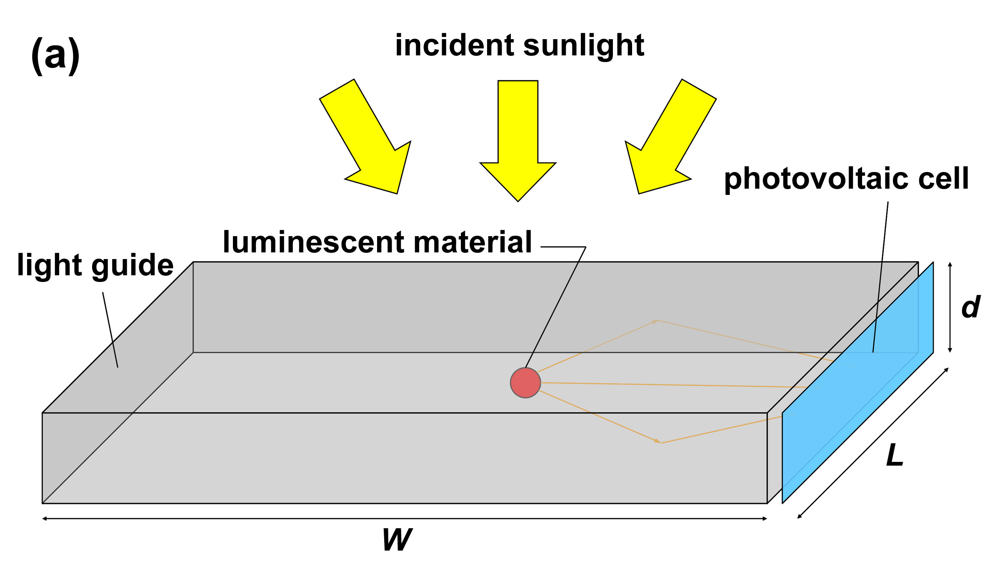 (a)
incident sunlight
photovoltaic cell
luminescent material
light guide
d
L
W